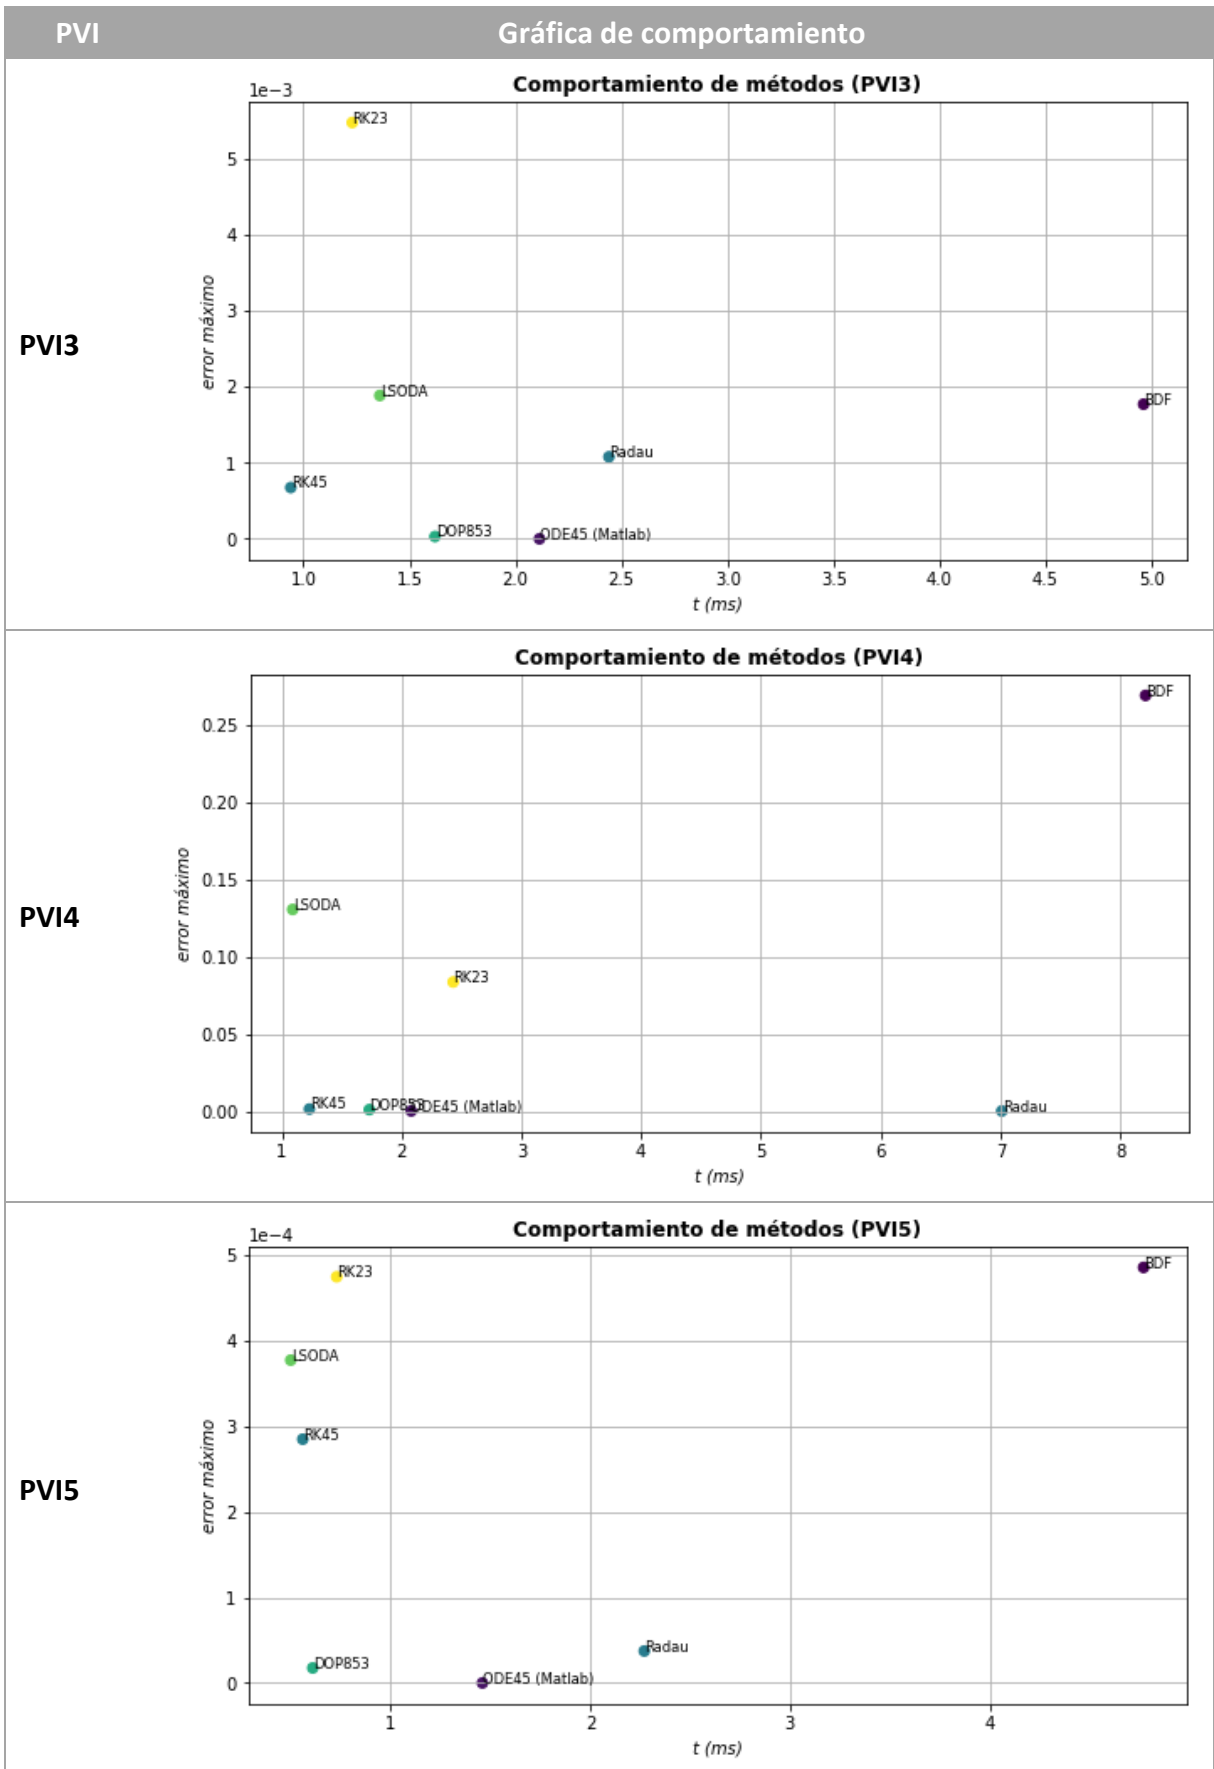 PVI Gráfica de comportamiento
PVI3
Comportamiento de métodos (PVI3)
1e−3
5
4
3
2
1
0
error máximo
RK23
LSODA
BDF
Radau
RK45
DOP853
ODE45 (Matlab)
1.0 1.5 2.0 2.5 3.0 3.5 4.0 4.5 5.0
t (ms)
PVI4
Comportamiento de métodos (PVI4)
0.25
0.20
0.15
0.10
0.05
0.00
error máximo
BDF
LSODA
RK23
RK45
DOP853
ODE45 (Matlab)
Radau
1 2 3 4 5 6 7 8
t (ms)
PVI5
Comportamiento de métodos (PVI5)
1e−4
5
4
3
2
1
0
error máximo
RK23
BDF
LSODA
RK45
DOP853
Radau
ODE45 (Matlab)
1 2 3 4
t (ms)